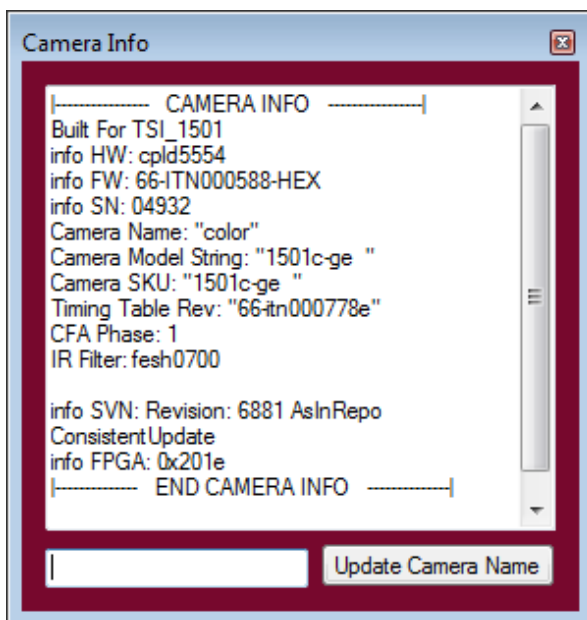 Camera Info
|---------------- CAMERA INFO ----------------|
Built For TSI_1501
info HW: cpld5554
info FW: 66-ITN000588-HEX
info SN: 04932
Camera Name: "color"
Camera Model String: "1501c-ge  "
Camera SKU: "1501c-ge  "
Timing Table Rev: "66-itn000778e"
CFA Phase: 1
IR Filter: fesh0700
info SVN: Revision: 6881 AsInRepo
ConsistentUpdate
info FPGA: 0x201e
|-------------- END CAMERA INFO --------------|
Update Camera Name